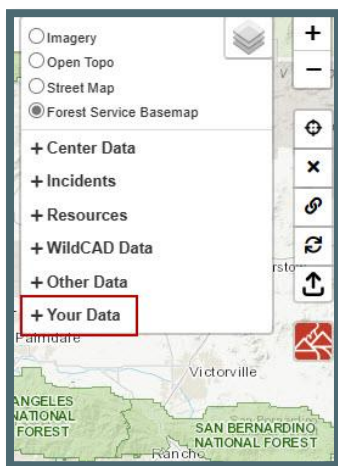 Imagery
Open Topo
Street Map
Forest Service Basemap
+ Center Data
+ Incidents
+ Resources
+ WildCAD Data
+ Other Data
+ Your Data
Palmdale
Victorville
ANGELES
NATIONAL
FOREST
SAN BERNARDINO
NATIONAL FOREST
Rancho